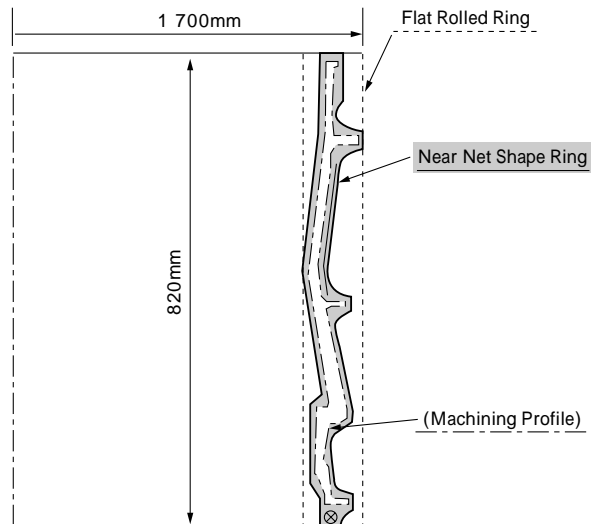 1 700mm
Flat Rolled Ring
Near Net Shape Ring
820mm
(Machining Profile)